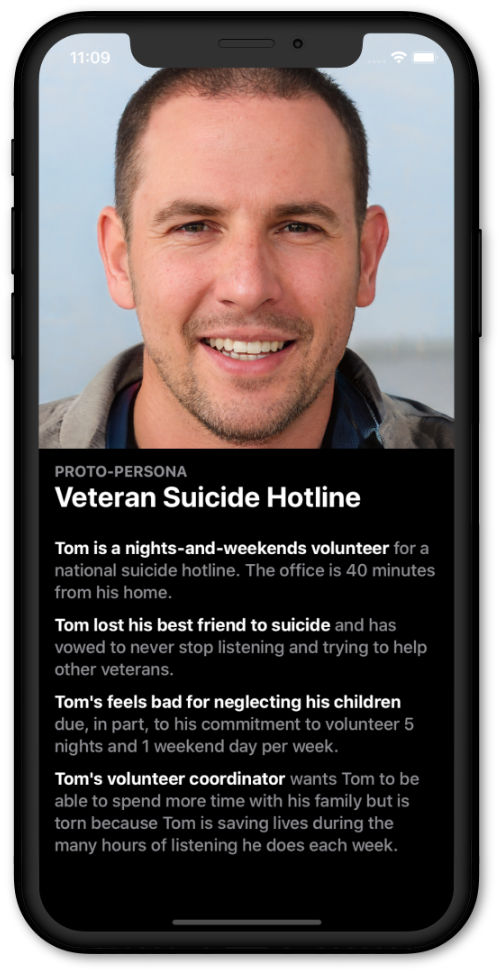 11:09
PROTO-PERSONA
Veteran Suicide Hotline
Tom is a nights-and-weekends volunteer for a
national suicide hotline. The office is 40 minutes
from his home.
Tom lost his best friend to suicide and has
vowed to never stop listening and trying to help
other veterans.
Tom's feels bad for neglecting his children
due, in part, to his commitment to volunteer 5
nights and 1 weekend day per week.
Tom's volunteer coordinator wants Tom to be
able to spend more time with his family but is
torn because Tom is saving lives during the
many hours of listening he does each week.